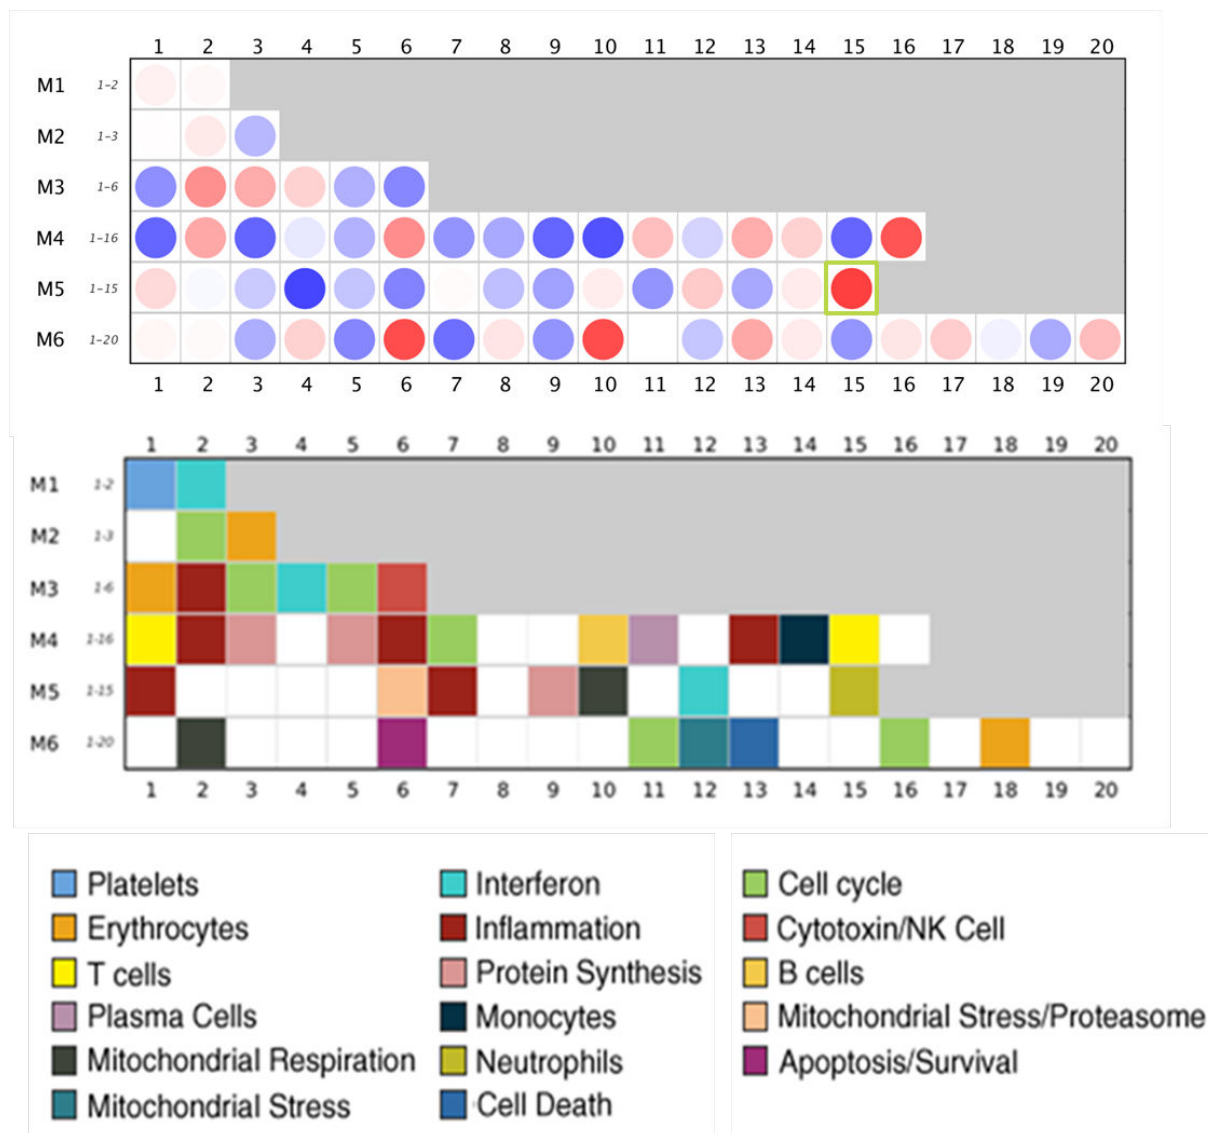 1 2 3 4 5 6 7 8 9 10 11 12 13 14 15 16 17 18 19 20
M1 1-2
M2 1-3
M3 1-6
M4 1-16
M5 1-15
M6 1-20
1 2 3 4 5 6 7 8 9 10 11 12 13 14 15 16 17 18 19 20
1 2 3 4 5 6 7 8 9 10 11 12 13 14 15 16 17 18 19 20
M1 1-2
M2 1-3
M3 1-6
M4 1-16
M5 1-15
M6 1-20
1 2 3 4 5 6 7 8 9 10 11 12 13 14 15 16 17 18 19 20
Platelets Interferon Cell cycle
Erythrocytes Inflammation Cytotoxin/NK Cell
T cells Protein Synthesis B cells
Plasma Cells Monocytes Mitochondrial Stress/Proteasome
Mitochondrial Respiration Neutrophils Apoptosis/Survival
Mitochondrial Stress Cell Death